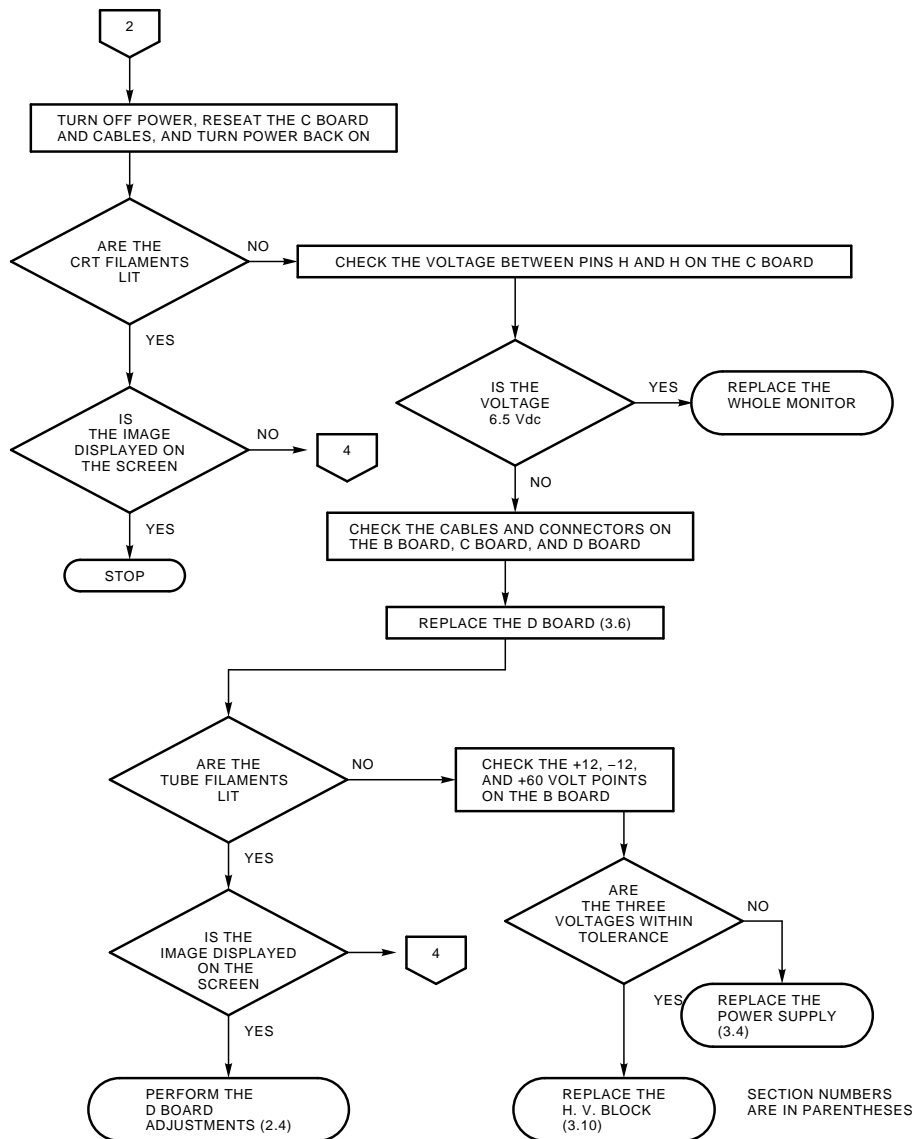 2
TURN OFF POWER, RESEAT THE C BOARD
AND CABLES, AND TURN POWER BACK ON
ARE THE
CRT FILAMENTS
LIT
NO
CHECK THE VOLTAGE BETWEEN PINS H AND H ON THE C BOARD
YES
IS THE
VOLTAGE
6.5 Vdc
YES
REPLACE THE
WHOLE MONITOR
IS
THE IMAGE
DISPLAYED ON
THE SCREEN
NO
4
NO
YES
STOP
CHECK THE CABLES AND CONNECTORS ON
THE B BOARD, C BOARD, AND D BOARD
REPLACE THE D BOARD (3.6)
ARE THE
TUBE FILAMENTS
LIT
NO
CHECK THE +12, –12,
AND +60 VOLT POINTS
ON THE B BOARD
YES
ARE
THE THREE
VOLTAGES WITHIN
TOLERANCE
NO
IS THE
IMAGE DISPLAYED
ON THE
SCREEN
4
YES
REPLACE THE
POWER SUPPLY
(3.4)
YES
PERFORM THE
D BOARD
ADJUSTMENTS (2.4)
REPLACE THE
H. V. BLOCK
(3.10)
SECTION NUMBERS
ARE IN PARENTHESES